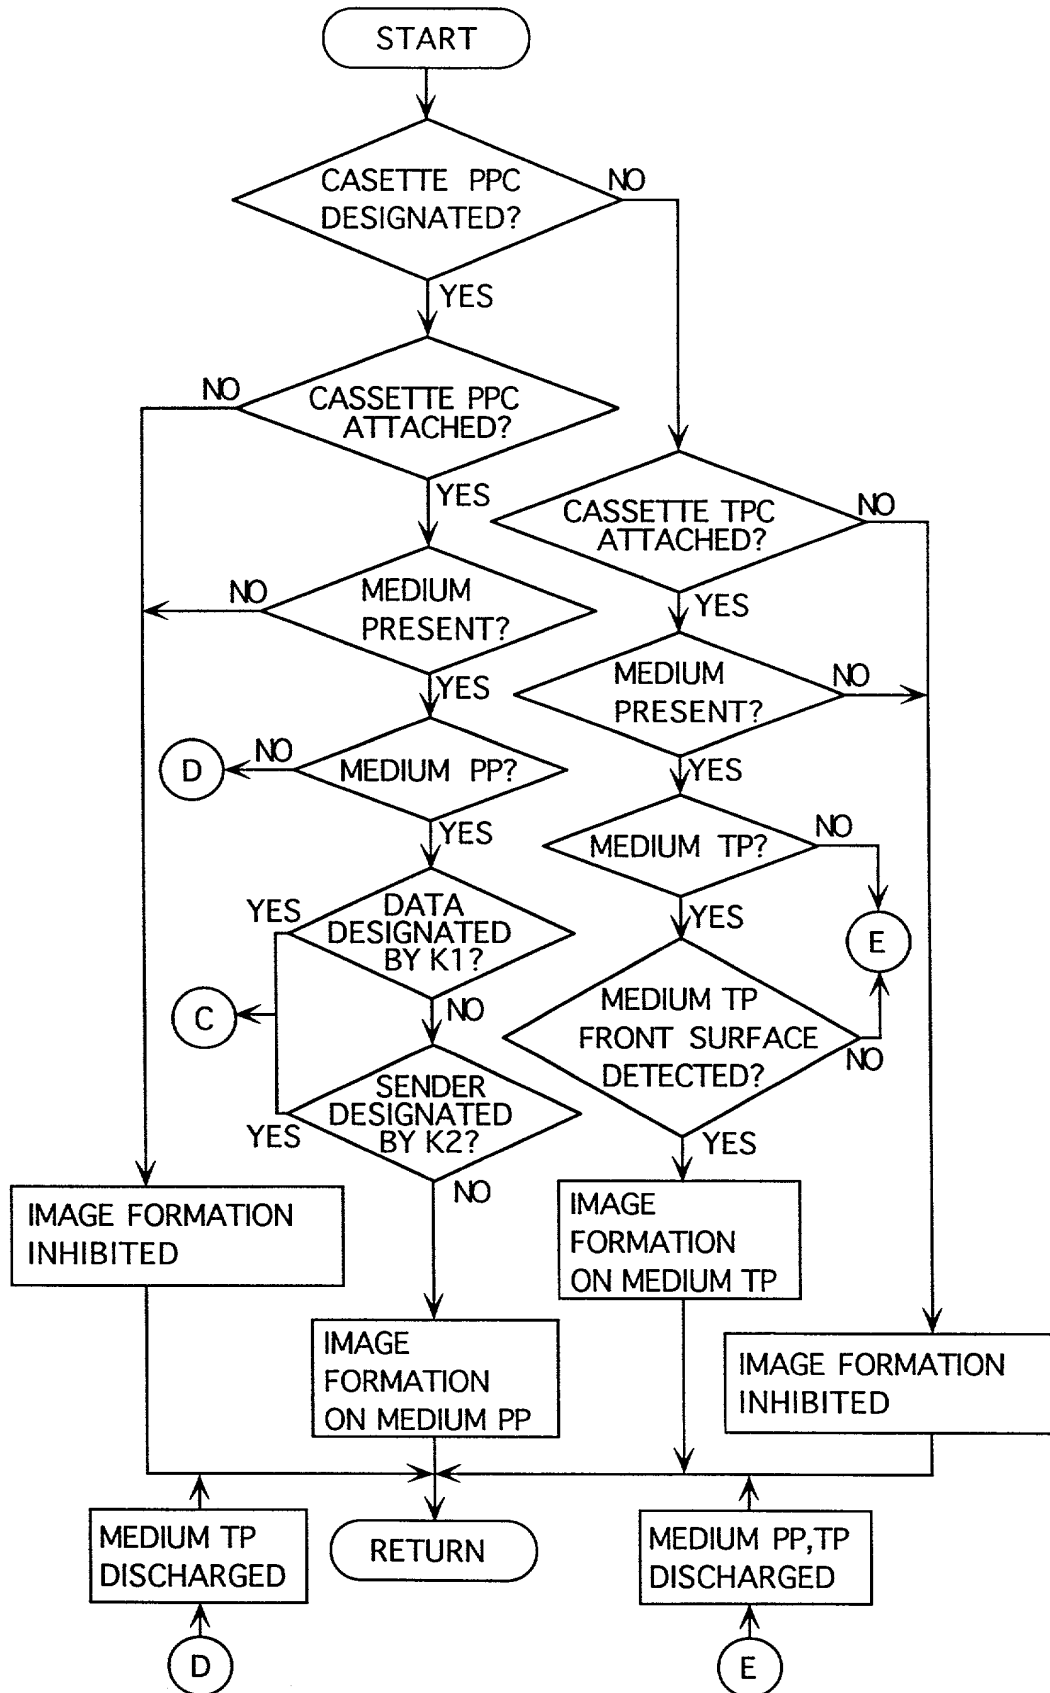 START
CASETTE PPC
DESIGNATED?
NO
YES
CASSETTE PPC
ATTACHED?
NO
YES
CASSETTE TPC
ATTACHED?
NO
YES
MEDIUM
PRESENT?
NO
YES
MEDIUM
PRESENT?
NO
YES
MEDIUM PP?
NO
D
YES
MEDIUM TP?
NO
YES
E
DATA
DESIGNATED
BY K1?
YES
NO
C
MEDIUM TP
FRONT SURFACE
DETECTED?
NO
YES
SENDER
DESIGNATED
BY K2?
YES
NO
IMAGE FORMATION
INHIBITED
IMAGE
FORMATION
ON MEDIUM TP
IMAGE
FORMATION
ON MEDIUM PP
IMAGE FORMATION
INHIBITED
MEDIUM TP
DISCHARGED
RETURN
MEDIUM PP,TP
DISCHARGED
D
E